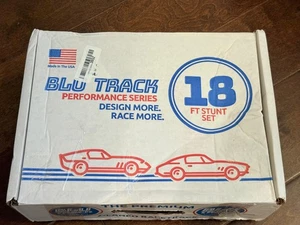 Made In The USA
BLU TRACK
PERFORMANCE SERIES
DESIGN MORE.
RACE MORE.
18
FT STUNT
SET
THE PREMIUM